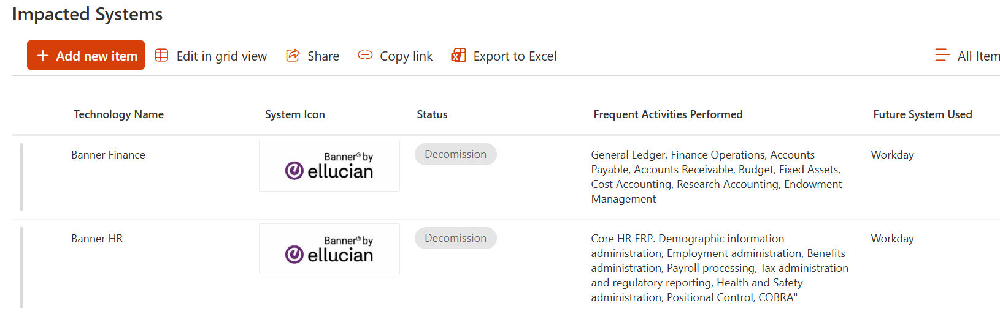 Impacted Systems
Add new item Edit in grid view Share Copy link Export to Excel All Item
Technology Name System Icon Status Frequent Activities Performed Future System Used
Banner Finance Banner® by Decomission General Ledger, Finance Operations, Accounts Workday
ellucian Payable, Accounts Receivable, Budget, Fixed Assets,
Cost Accounting, Research Accounting, Endowment
Management
Banner HR Banner® by Decomission Core HR ERP. Demographic information Workday
ellucian administration, Employment administration, Benefits
administration, Payroll processing, Tax administration
and regulatory reporting, Health and Safety
administration, Positional Control, COBRA"